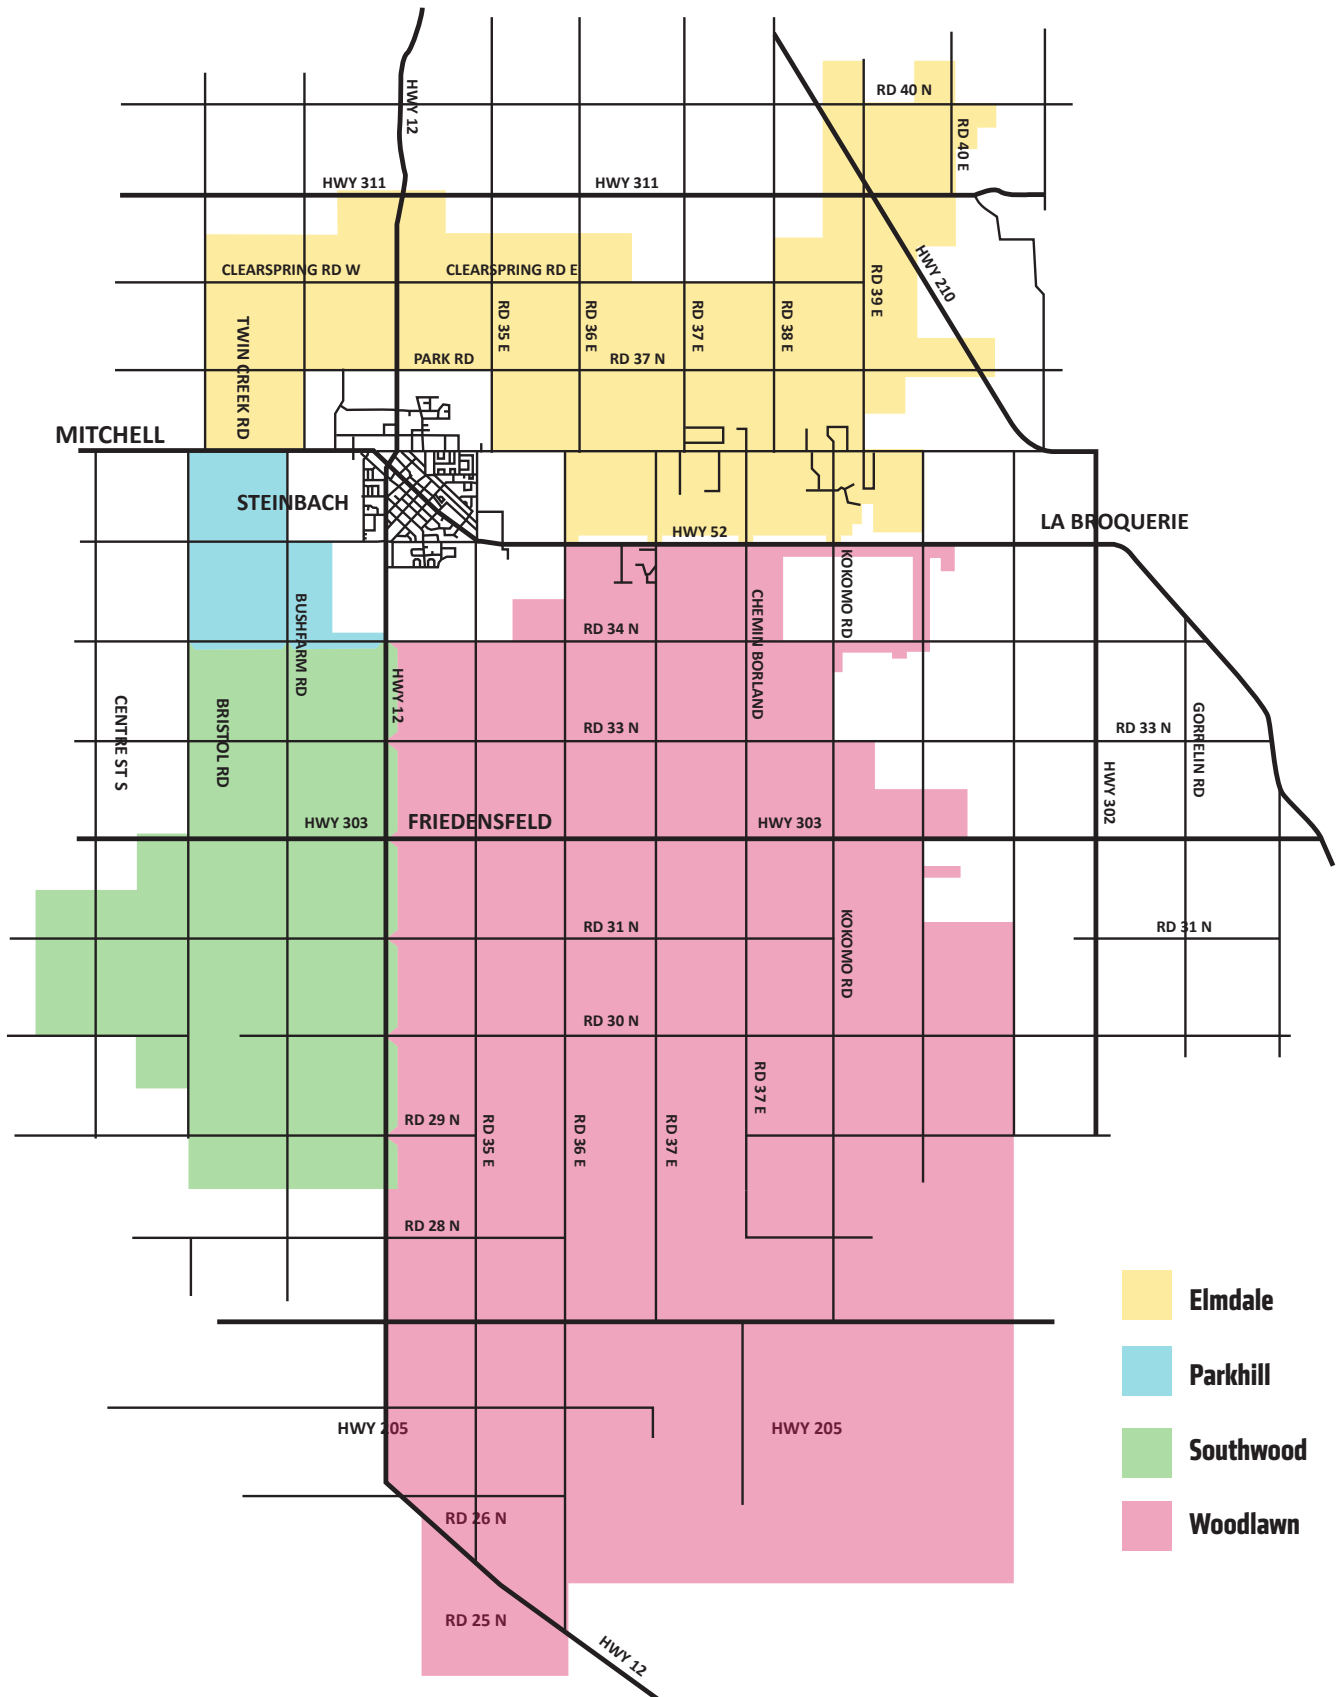 HWY 12
RD 40 N
RD 40 E
HWY 311
HWY 311
HWY 210
CLEARSPRING RD W
CLEARSPRING RD E
RD 39 E
TWIN CREEK RD
RD 35 E
RD 36 E
RD 37 E
RD 38 E
PARK RD
RD 37 N
MITCHELL
STEINBACH
HWY 52
LA BROQUERIE
BUSHFARM RD
KOKOMO RD
CHEMIN BORLAND
RD 34 N
HWY 12
CENTRE ST S
BRISTOL RD
RD 33 N
RD 33 N
GORRELIN RD
HWY 302
HWY 303
FRIEDENSFELD
HWY 303
RD 31 N
KOKOMO RD
RD 31 N
RD 30 N
RD 37 E
RD 29 N
RD 35 E
RD 36 E
RD 37 E
RD 28 N
Elmdale
Parkhill
HWY 205
HWY 205
Southwood
RD 26 N
Woodlawn
RD 25 N
HWY 12